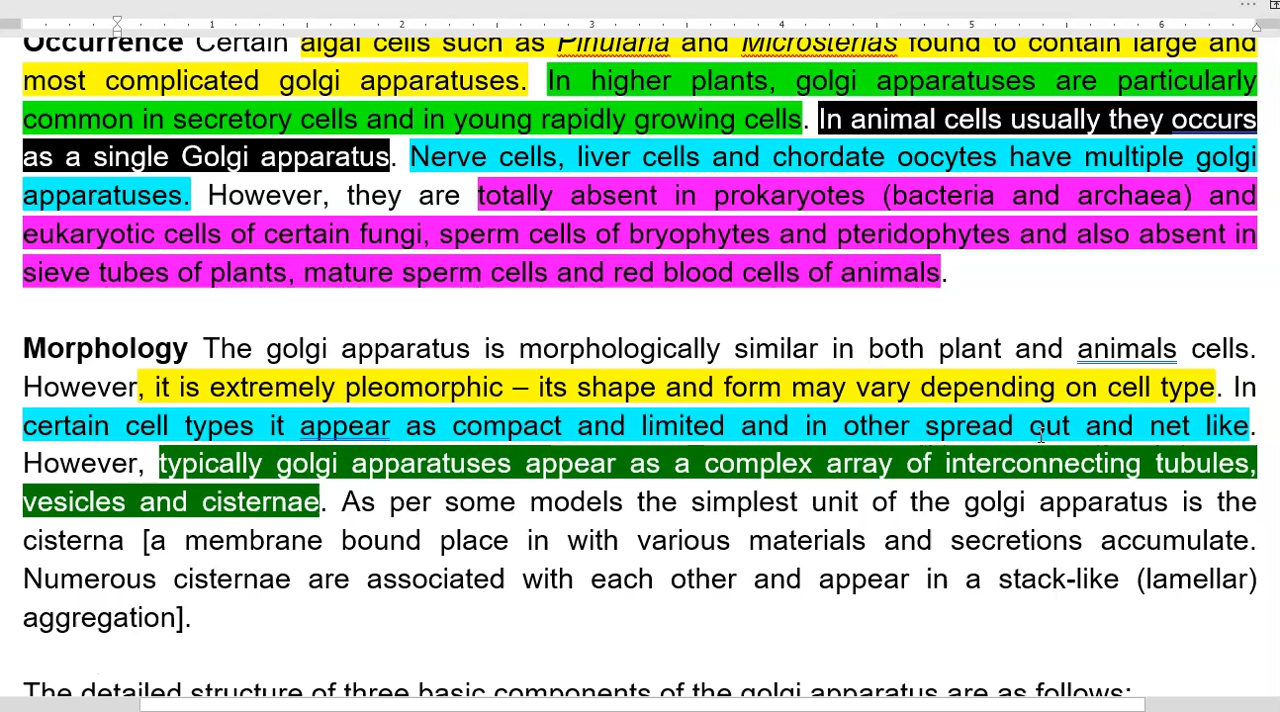 1 2 3 4 5 6
Occurrence Certain algal cells such as Pinularia and Microsterias found to contain large and
most complicated golgi apparatuses. In higher plants, golgi apparatuses are particularly
common in secretory cells and in young rapidly growing cells. In animal cells usually they occurs
as a single Golgi apparatus. Nerve cells, liver cells and chordate oocytes have multiple golgi
apparatuses. However, they are totally absent in prokaryotes (bacteria and archaea) and
eukaryotic cells of certain fungi, sperm cells of bryophytes and pteridophytes and also absent in
sieve tubes of plants, mature sperm cells and red blood cells of animals.
Morphology The golgi apparatus is morphologically similar in both plant and animals cells.
However, it is extremely pleomorphic – its shape and form may vary depending on cell type. In
certain cell types it appear as compact and limited and in other spread out and net like.
However, typically golgi apparatuses appear as a complex array of interconnecting tubules,
vesicles and cisternae. As per some models the simplest unit of the golgi apparatus is the
cisterna [a membrane bound place in with various materials and secretions accumulate.
Numerous cisternae are associated with each other and appear in a stack-like (lamellar)
aggregation].
The detailed structure of three basic components of the golgi apparatus are as follows: